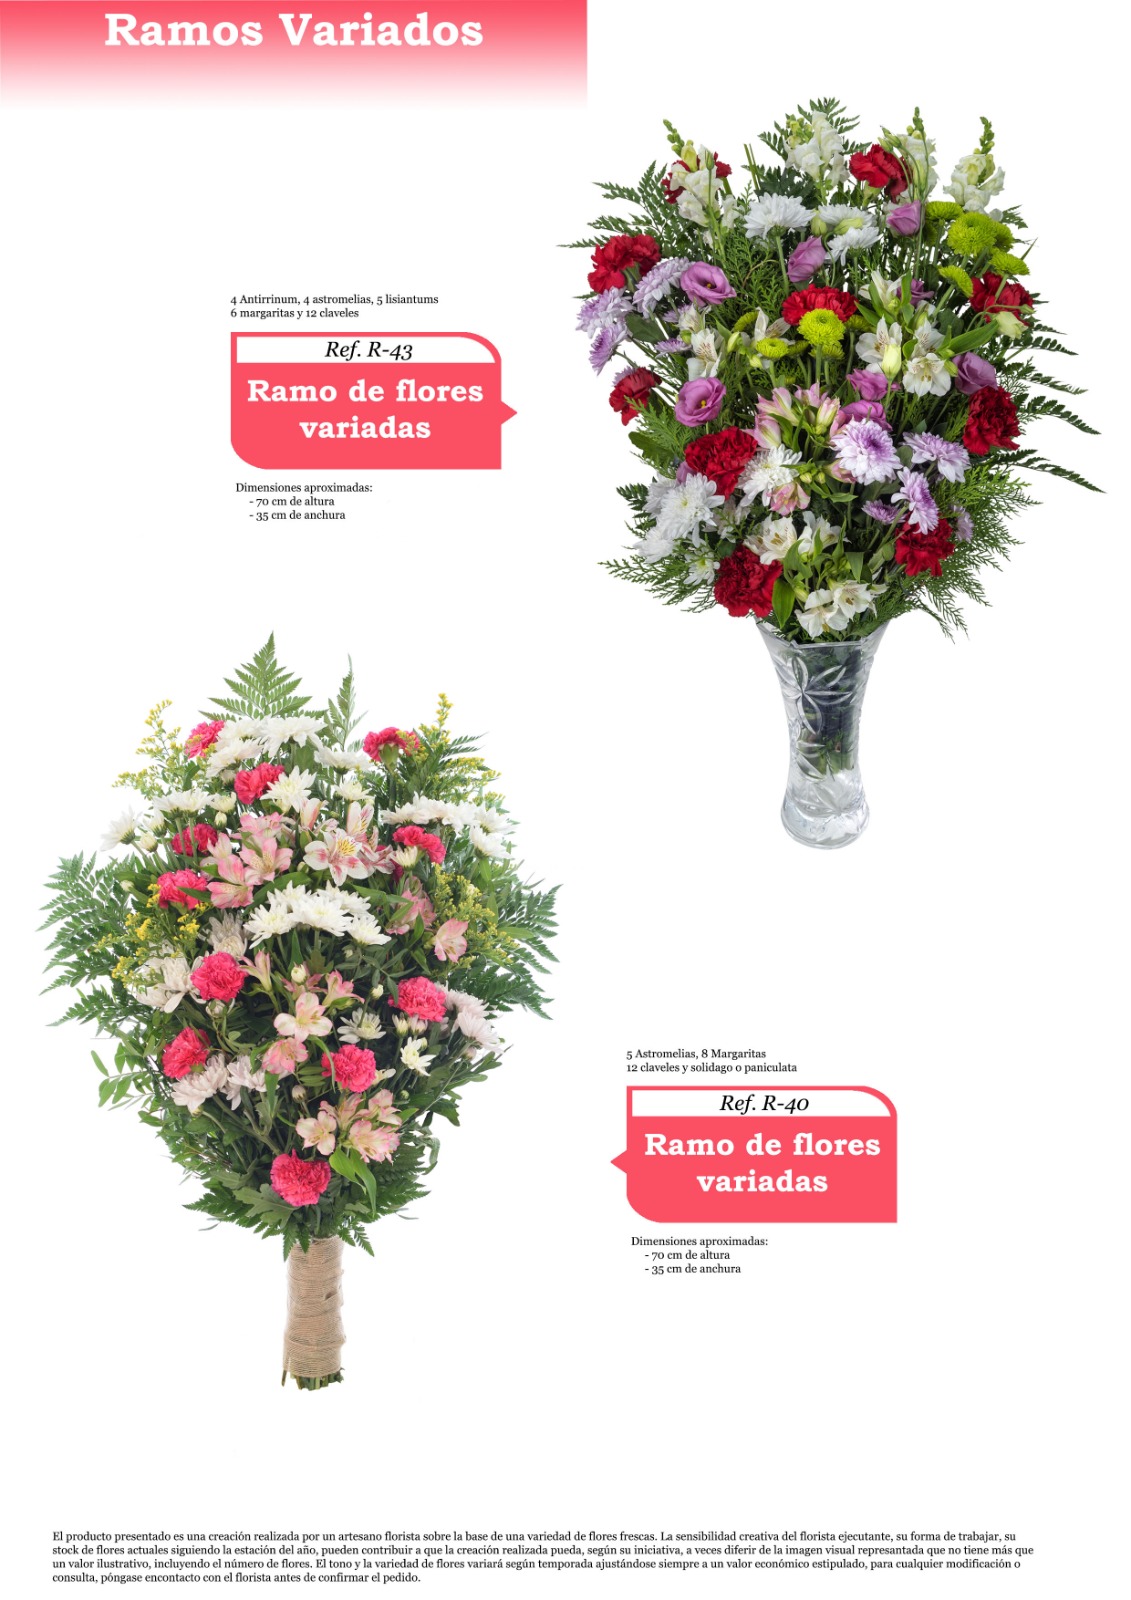 Ramos Variados
4 Antirrinum, 4 astromelias, 5 lisiantums
6 margaritas y 12 claveles
Ref. R-43
Ramo de flores
variadas
Dimensiones aproximadas:
- 70 cm de altura
- 35 cm de anchura
5 Astromelias, 8 Margaritas
12 claveles y solidago o paniculata
Ref. R-40
Ramo de flores
variadas
Dimensiones aproximadas:
- 70 cm de altura
- 35 cm de anchura
El producto presentado es una creación realizada por un artesano florista sobre la base de una variedad de flores frescas. La sensibilidad creativa del florista ejecutante, su forma de trabajar, su
stock de flores actuales siguiendo la estación del año, pueden contribuir a que la creación realizada pueda, según su iniciativa, a veces diferir de la imagen visual represantada que no tiene más que
un valor ilustrativo, incluyendo el número de flores. El tono y la variedad de flores variará según temporada ajustándose siempre a un valor económico estipulado, para cualquier modificación o
consulta, póngase encontacto con el florista antes de confirmar el pedido.